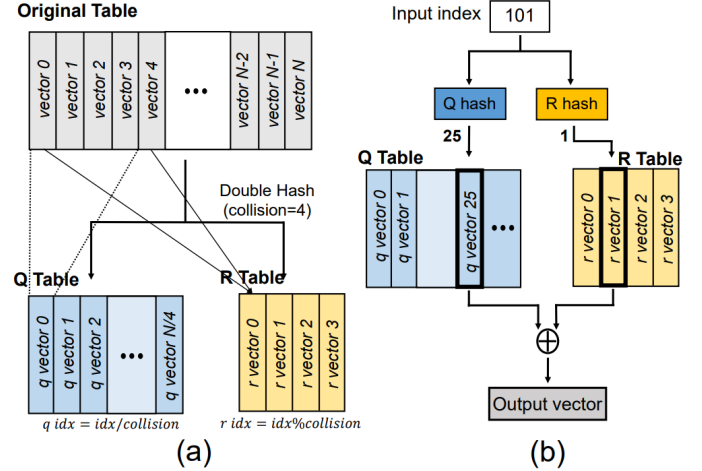 Original Table
vector 0
vector 1
vector 2
vector 3
vector 4
•••
vector N-2
vector N-1
vector N
Double Hash
(collision=4)
Q Table
R Table
q vector 0
q vector 1
q vector 2
•••
q vector N/4
r vector 0
r vector 1
r vector 2
r vector 3
q idx = idx/collision
r idx = idx%collision
(a)
Input index
101
Q hash
R hash
25
1
Q Table
R Table
q vector 0
q vector 1
q vector 25
•••
r vector 0
r vector 1
r vector 2
r vector 3
Output vector
(b)